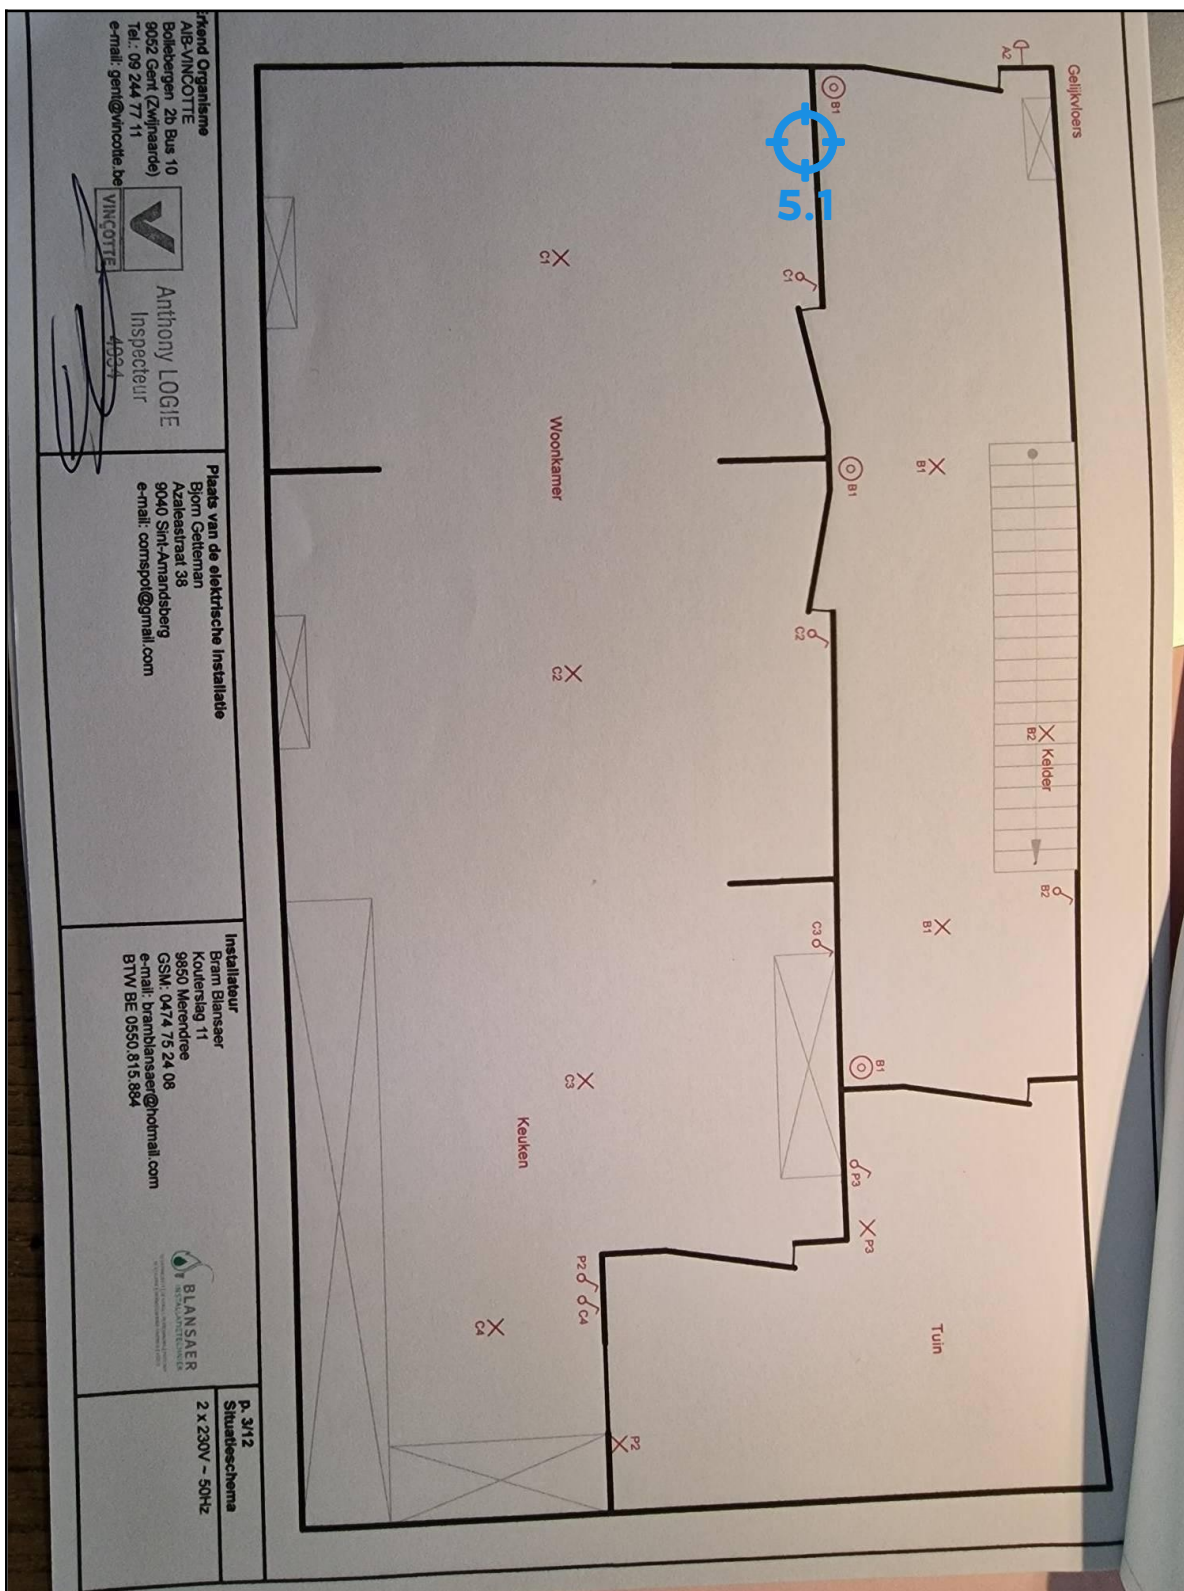 Gelijkvloers
A2
B1
5.1
C1
C1
Woonkamer
B1
B1
C2
C2
B2
Kelder
B2
B1
C3
C3
B1
Keuken
P3
P3
P2
C4
C4
Tuin
P2
Erkend Organisme
AIB-VINCOTTE
Bollebergen 2b Bus 10
9052 Gent (Zwijnaarde)
Tel.: 09 244 77 11
e-mail: gent@vincotte.be
VINÇOTTE
Anthony LOGIE
Inspecteur
4034
Plaats van de elektrische installatie
Bjorn Getteman
Azaleastraat 38
9040 Sint-Amandsberg
e-mail: comspot@gmail.com
Installateur
Bram Blansaer
Kouterslag 11
9850 Merendree
GSM: 0474 75 24 08
e-mail: bramblansaer@hotmail.com
BTW BE 0550.815.884
BLANSAER
INSTALLATIETECHNIEK
p. 3/12
Situatieschema
2 x 230V ~ 50Hz